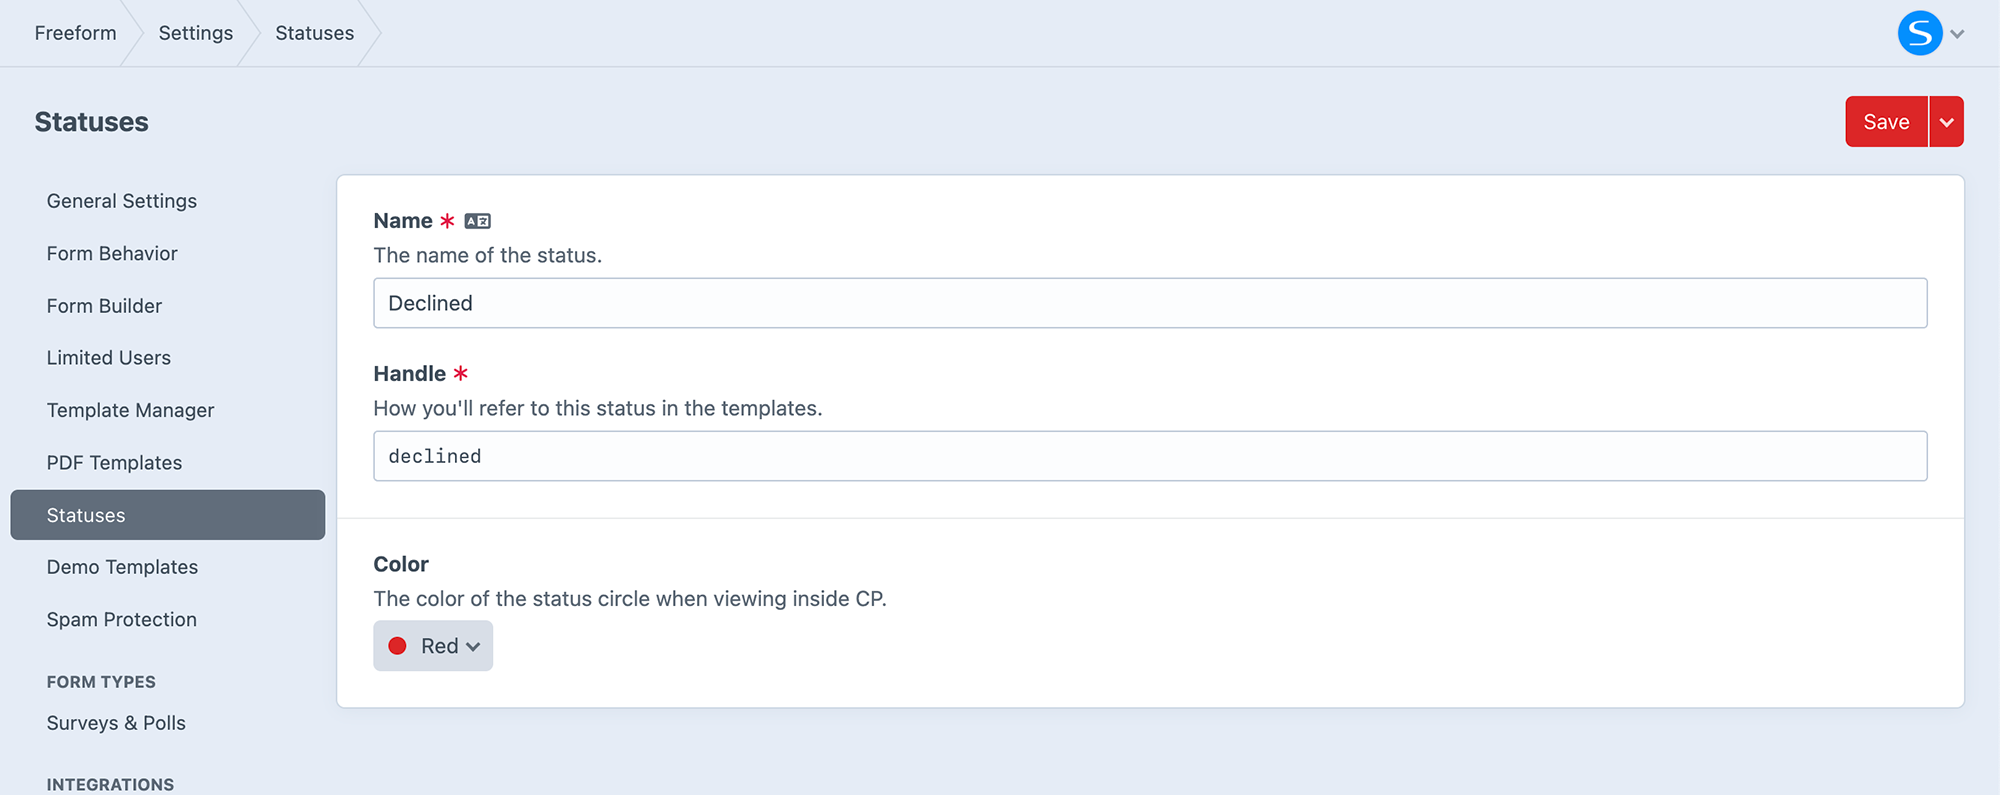 Freeform
Settings
Statuses
S
Statuses
Save
General Settings
Form Behavior
Form Builder
Limited Users
Template Manager
PDF Templates
Statuses
Demo Templates
Spam Protection
FORM TYPES
Surveys & Polls
INTEGRATIONS
Name *
The name of the status.
Declined
Handle *
How you'll refer to this status in the templates.
declined
Color
The color of the status circle when viewing inside CP.
Red